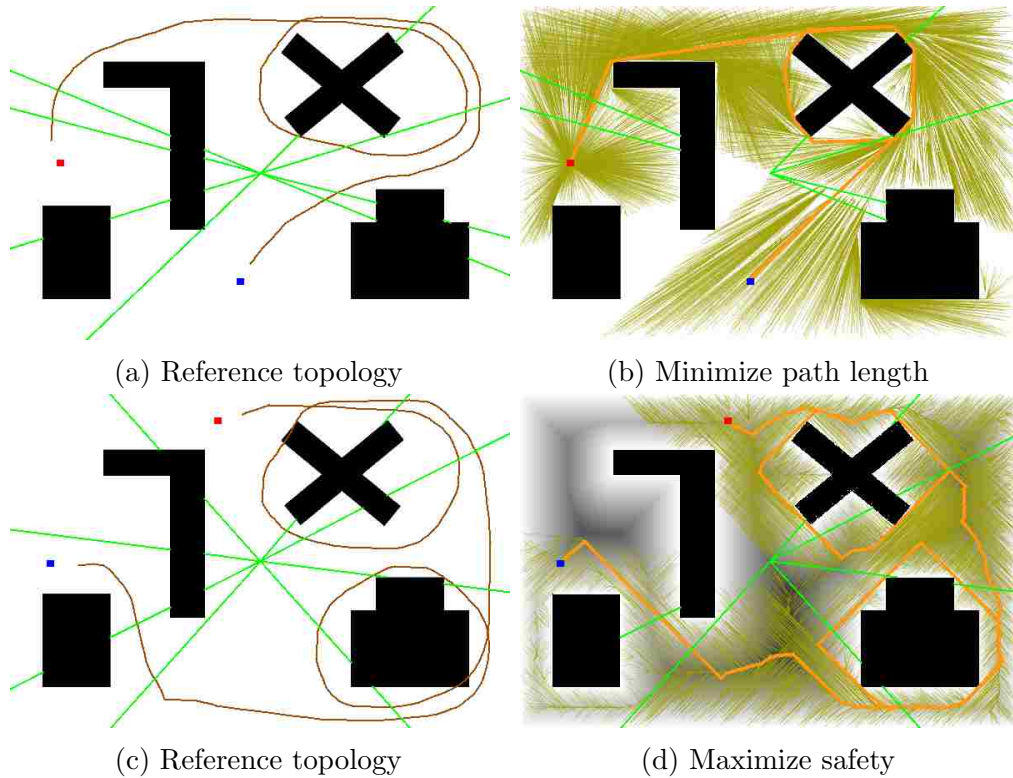 (a) Reference topology
(b) Minimize path length
(c) Reference topology
(d) Maximize safety